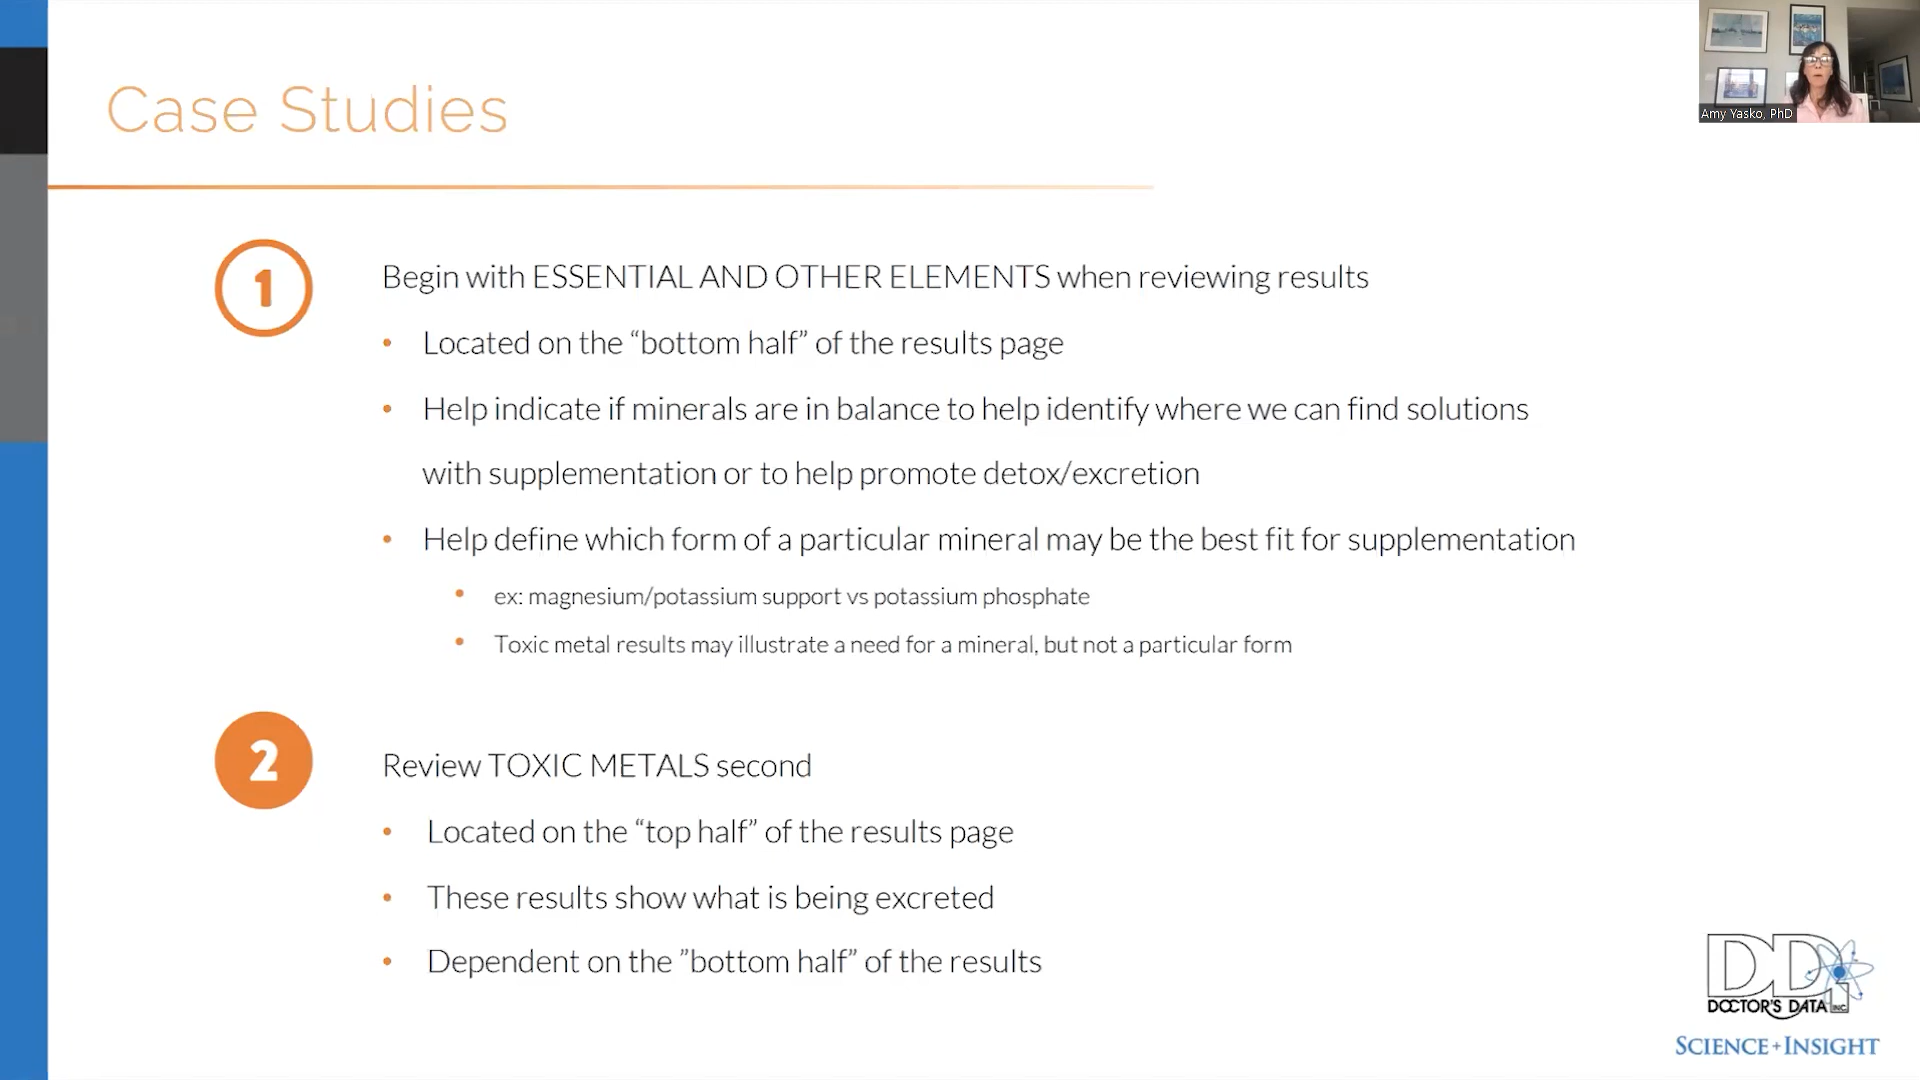 Case Studies
Amy Yasko, PhD
1
Begin with ESSENTIAL AND OTHER ELEMENTS when reviewing results
• Located on the “bottom half” of the results page
• Help indicate if minerals are in balance to help identify where we can find solutions
with supplementation or to help promote detox/excretion
• Help define which form of a particular mineral may be the best fit for supplementation
• ex: magnesium/potassium support vs potassium phosphate
• Toxic metal results may illustrate a need for a mineral, but not a particular form
2
Review TOXIC METALS second
• Located on the “top half” of the results page
• These results show what is being excreted
• Dependent on the ”bottom half” of the results
DDI
DOCTOR'S DATA INC.
SCIENCE + INSIGHT